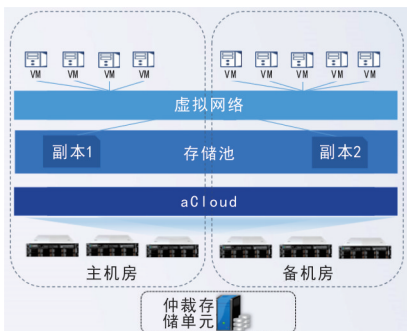 VM VM VM VM VM VM VM VM VM
虚拟网络
副本1 存储池 副本2
aCloud
主机房 备机房
仲裁存
储单元